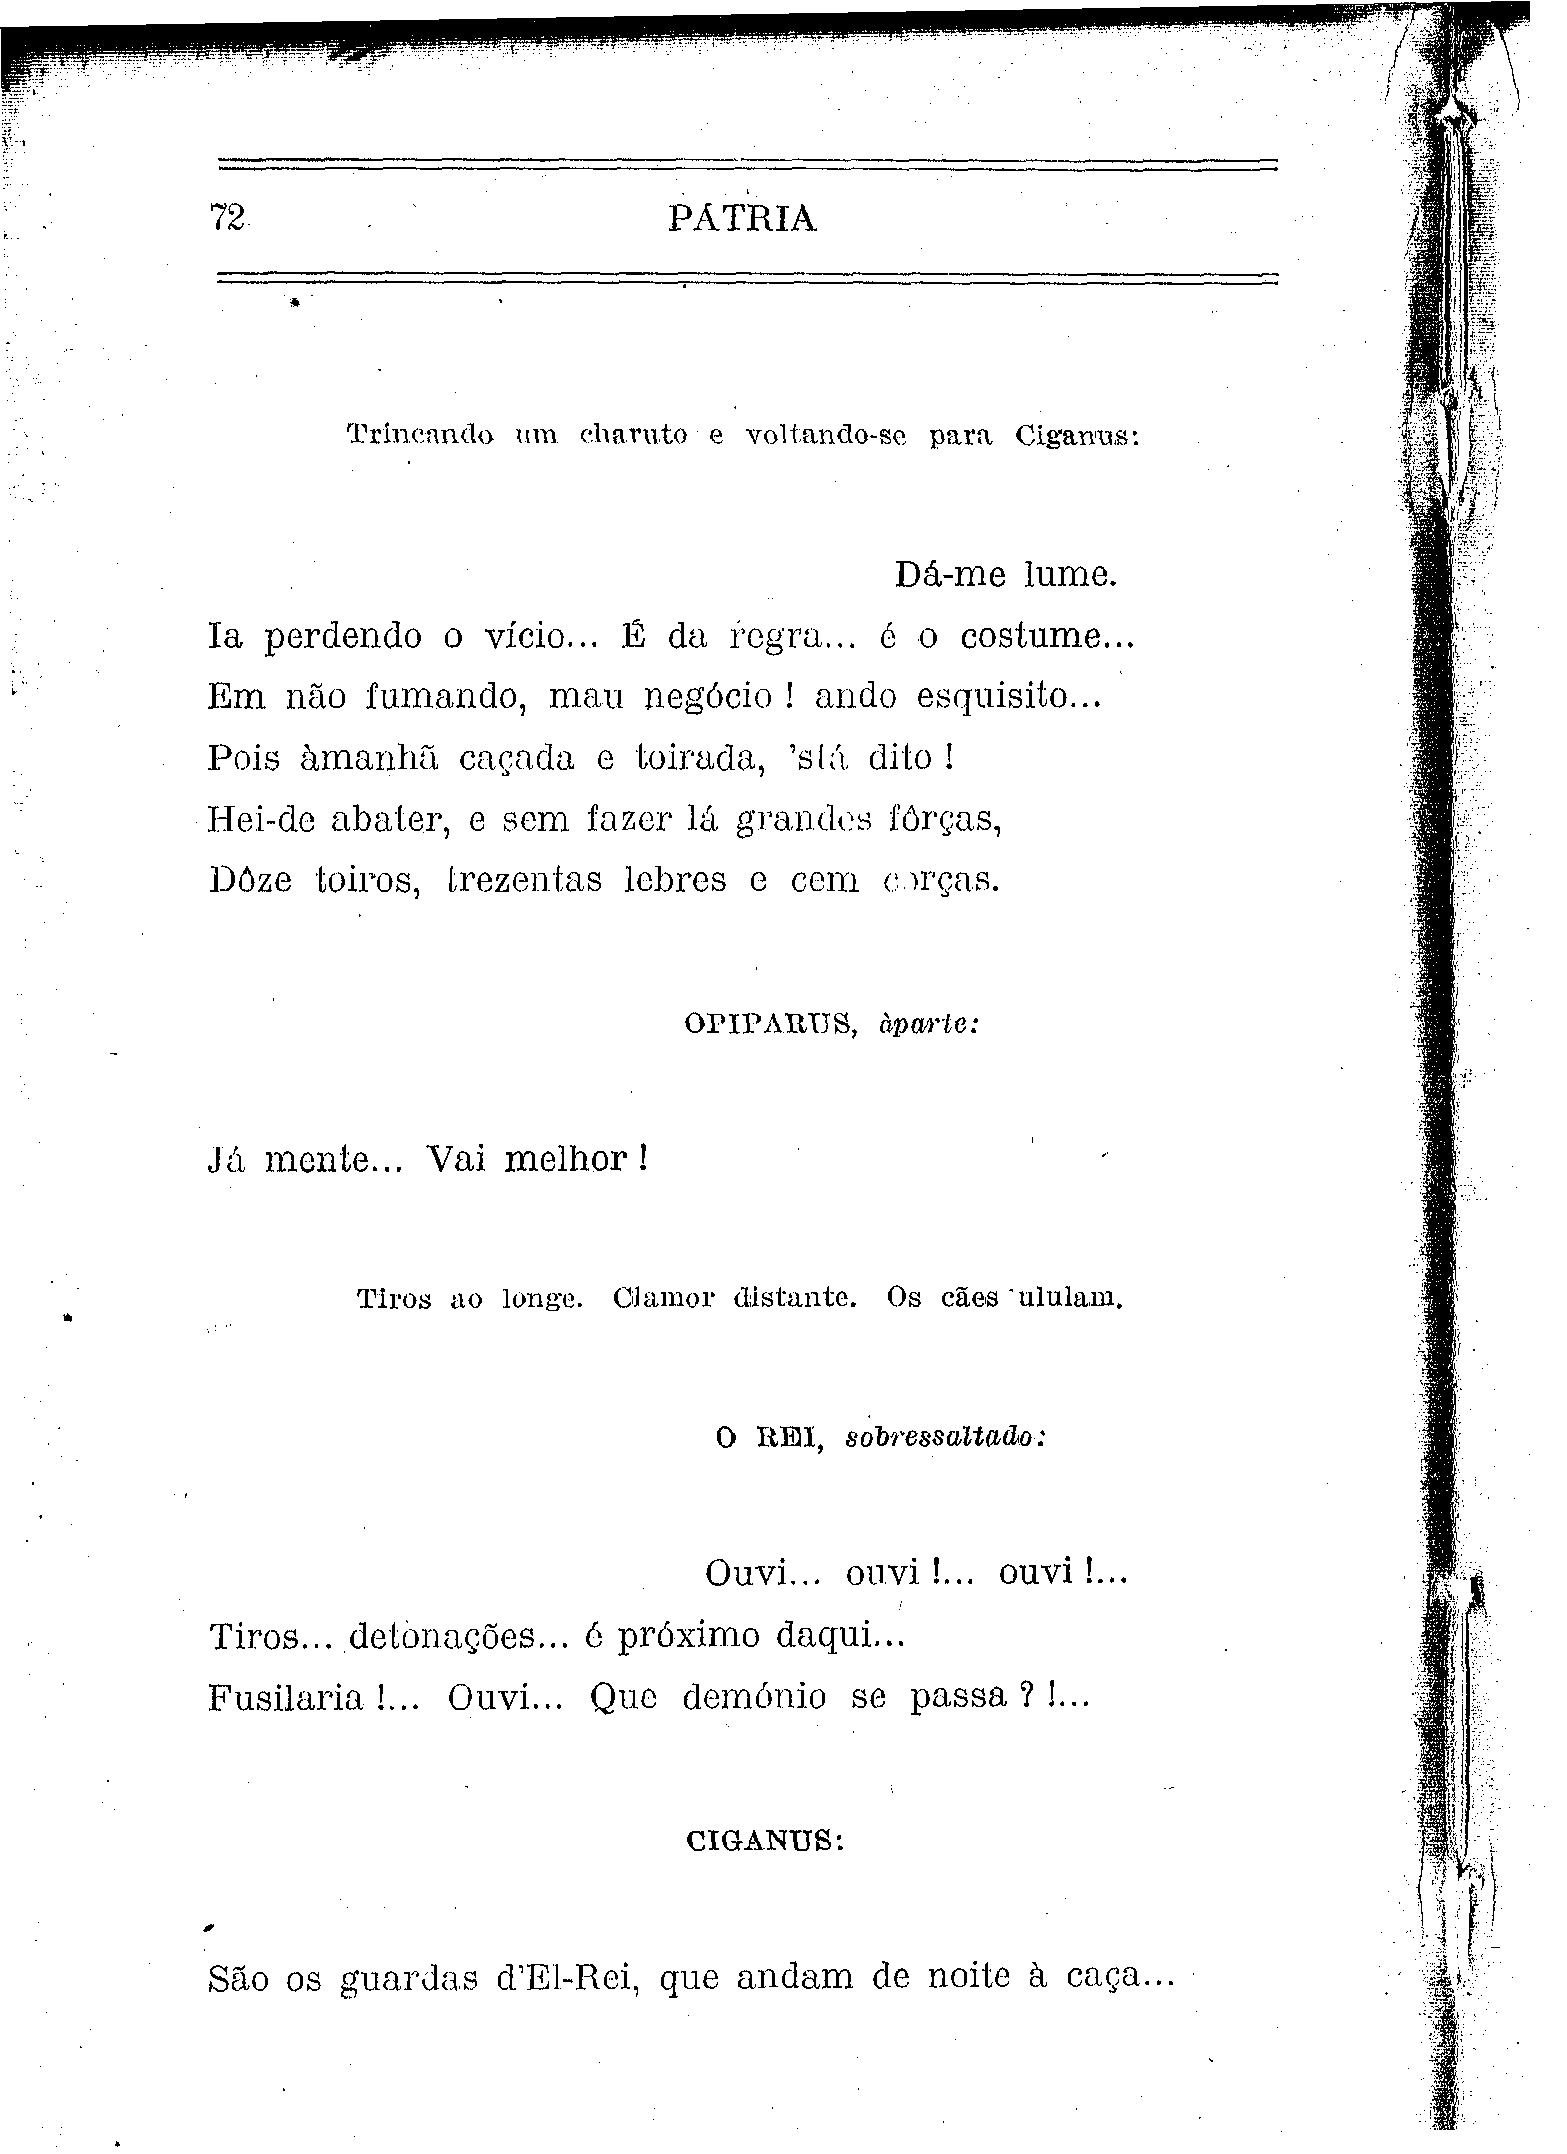 72 PÁTRIA
Trincando um charuto e voltando-se para Ciganus:
Dá-me lume.
Ia perdendo o vício... É da regra... é o costume...
Em não fumando, mau negócio ! ando esquisito...
Pois àmanhã caçada e toirada, 'stá dito !
Hei-de abater, e sem fazer lá grandes fôrças,
Dôze toiros, trezentas lebres e cem corças.
OPIPARUS, àparte:
Já mente... Vai melhor !
Tiros ao longe. Clamor distante. Os cães ululam.
O REI, sobressaltado:
Ouvi... ouvi !... ouvi !...
Tiros... detonações... é próximo daqui...
Fusilaria !... Ouvi... Que demónio se passa ? !...
CIGANUS:
São os guardas d'El-Rei, que andam de noite à caça...